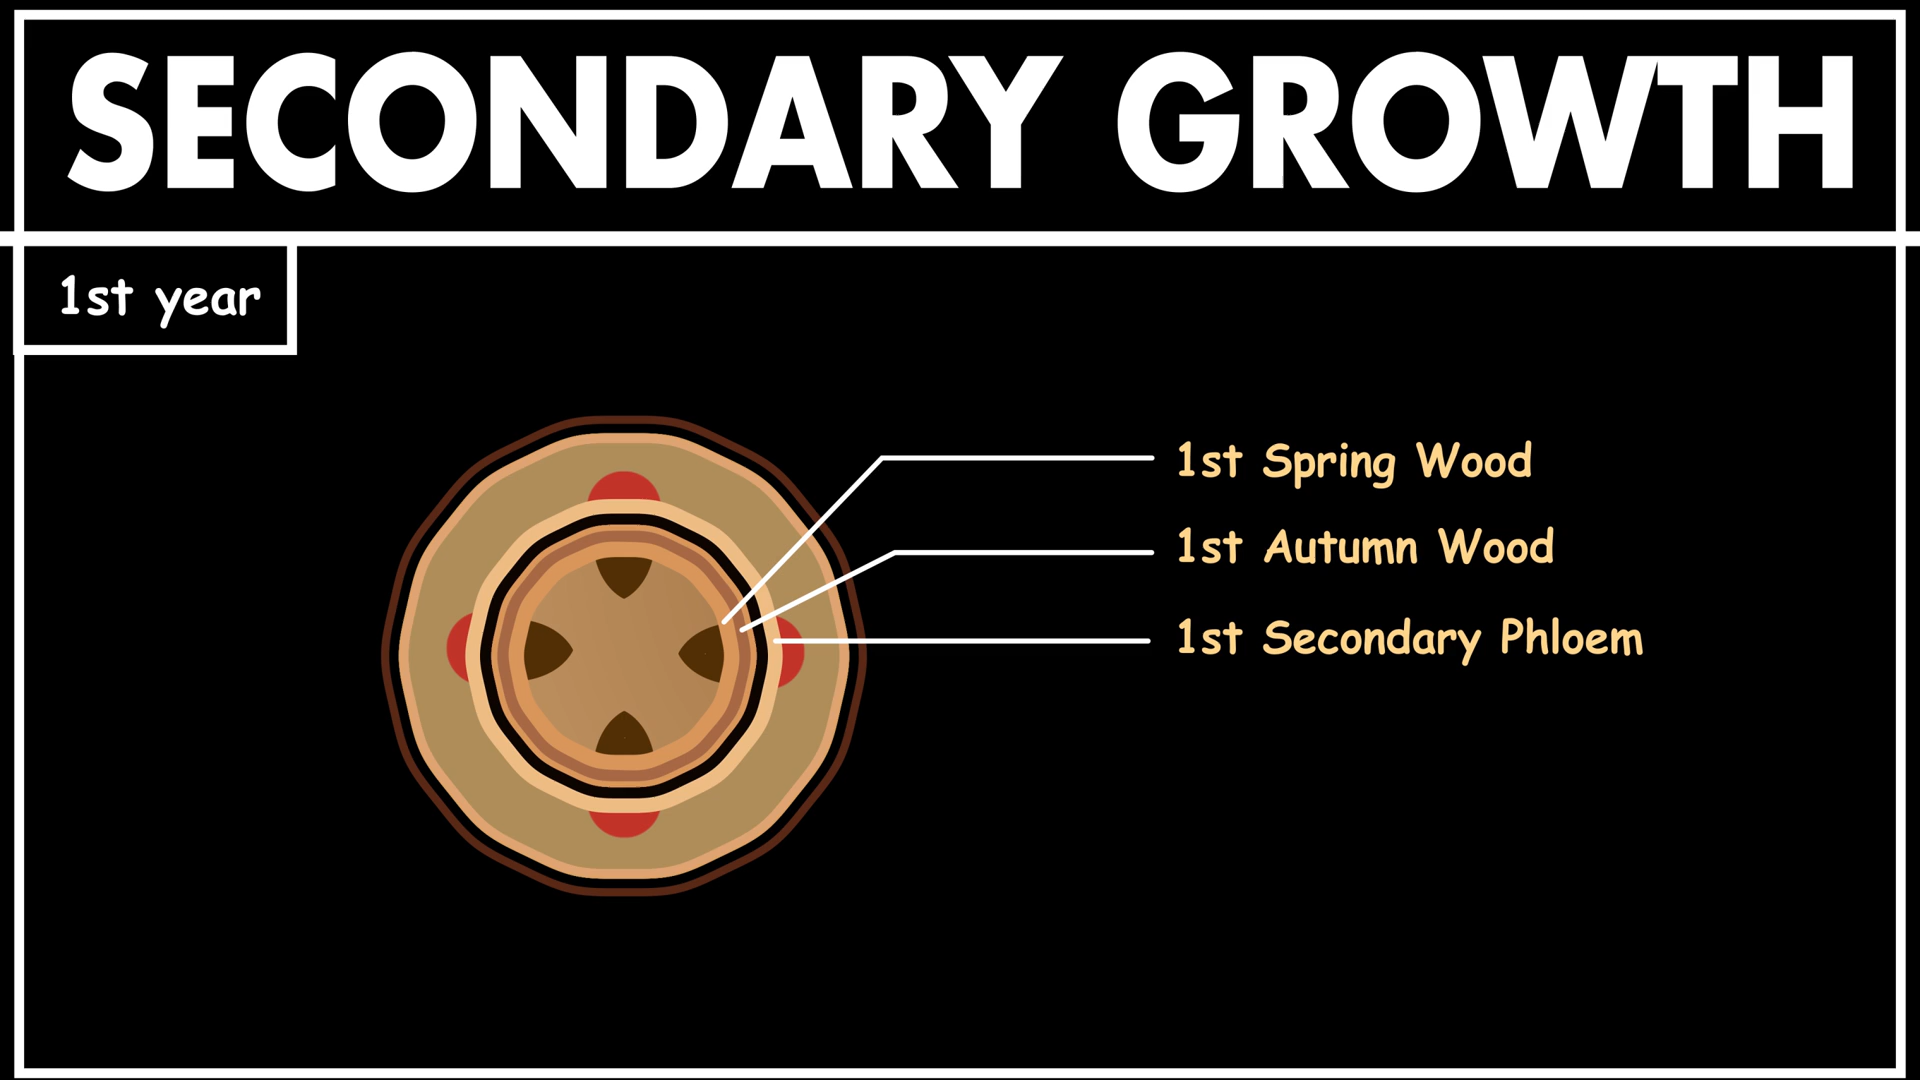 SECONDARY GROWTH
1st year
1st Spring Wood
1st Autumn Wood
1st Secondary Phloem